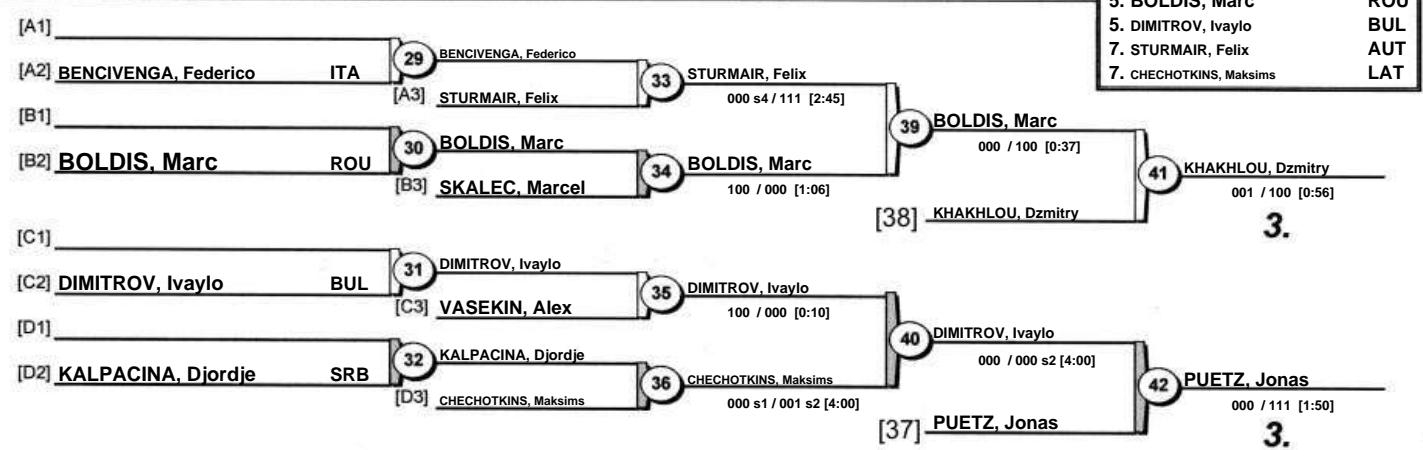 5. BOLDIS, Marc ROU
5. DIMITROV, Ivaylo BUL
7. STURMAIR, Felix AUT
7. CHECHOTKINS, Maksims LAT
[A1]
29 BENCIVENGA, Federico
[A2] BENCIVENGA, Federico ITA
33 STURMAIR, Felix
[A3] STURMAIR, Felix
000 s4 / 111 [2:45]
[B1]
39 BOLDIS, Marc
30 BOLDIS, Marc
000 / 100 [0:37]
[B2] BOLDIS, Marc ROU
34 BOLDIS, Marc
41 KHAKHLOU, Dzmitry
[B3] SKALEC, Marcel
100 / 000 [1:06]
001 / 100 [0:56]
[38] KHAKHLOU, Dzmitry
3.
[C1]
31 DIMITROV, Ivaylo
[C2] DIMITROV, Ivaylo BUL
35 DIMITROV, Ivaylo
[C3] VASEKIN, Alex
100 / 000 [0:10]
[D1]
40 DIMITROV, Ivaylo
32 KALPACINA, Djordje
000 / 000 s2 [4:00]
[D2] KALPACINA, Djordje SRB
36 CHECHOTKINS, Maksims
42 PUETZ, Jonas
[D3] CHECHOTKINS, Maksims
000 s1 / 001 s2 [4:00]
000 / 111 [1:50]
[37] PUETZ, Jonas
3.